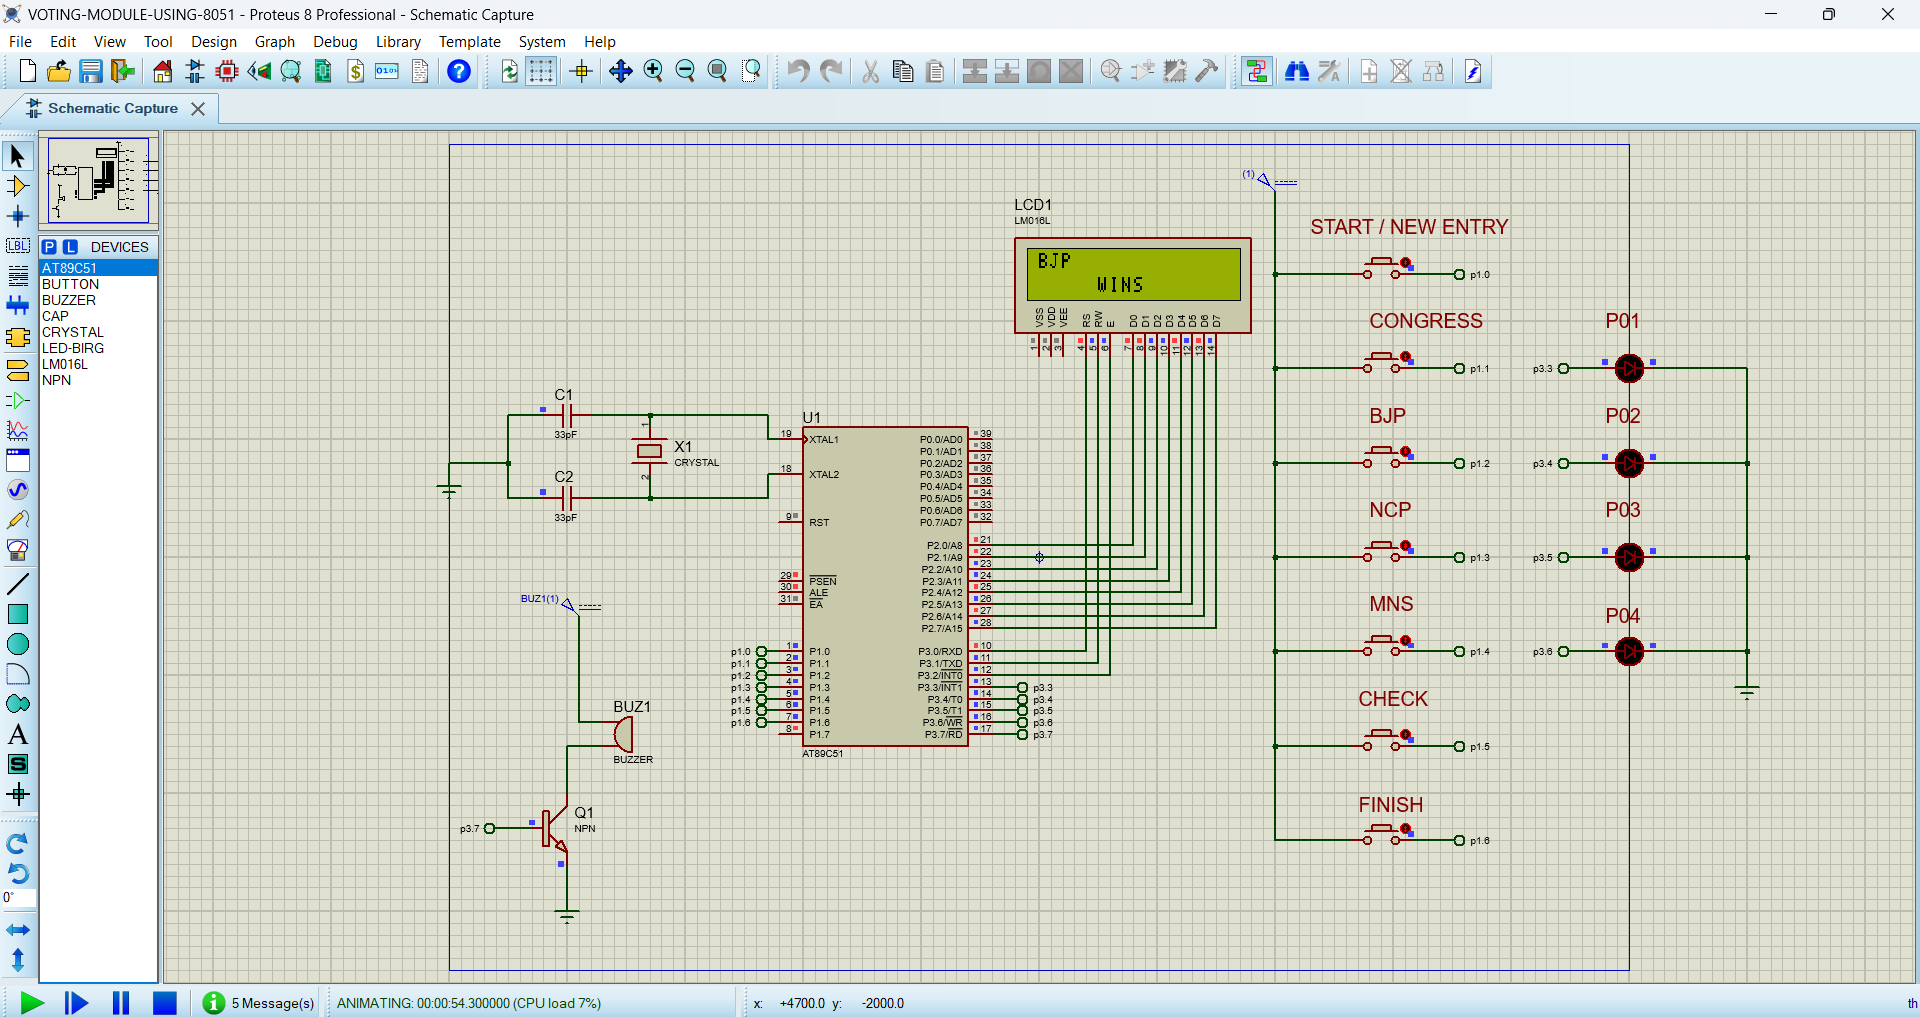 VOTING-MODULE-USING-8051 - Proteus 8 Professional - Schematic Capture
File Edit View Tool Design Graph Debug Library Template System Help
Schematic Capture
LBL
P L DEVICES
AT89C51
BUTTON
BUZZER
CAP
CRYSTAL
LED-BIRG
LM016L
NPN
A
S
0°
(1)
LCD1
LM016L
BJP
WINS
VSS VDD VEE RS RW E D0 D1 D2 D3 D4 D5 D6 D7
1 2 3 4 5 6 7 8 9 10 11 12 13 14
START / NEW ENTRY
p1.0
CONGRESS
p1.1
BJP
p1.2
NCP
p1.3
MNS
p1.4
CHECK
p1.5
FINISH
p1.6
P01
p3.3
P02
p3.4
P03
p3.5
P04
p3.6
C1
33pF
C2
33pF
1
X1
CRYSTAL
2
U1
19 XTAL1
18 XTAL2
9 RST
29 PSEN
30 ALE
31 EA
p1.0 1 P1.0
p1.1 2 P1.1
p1.2 3 P1.2
p1.3 4 P1.3
p1.4 5 P1.4
p1.5 6 P1.5
p1.6 7 P1.6
8 P1.7
P0.0/AD0 39
P0.1/AD1 38
P0.2/AD2 37
P0.3/AD3 36
P0.4/AD4 35
P0.5/AD5 34
P0.6/AD6 33
P0.7/AD7 32
P2.0/A8 21
P2.1/A9 22
P2.2/A10 23
P2.3/A11 24
P2.4/A12 25
P2.5/A13 26
P2.6/A14 27
P2.7/A15 28
P3.0/RXD 10
P3.1/TXD 11
P3.2/INT0 12
P3.3/INT1 13 p3.3
P3.4/T0 14 p3.4
P3.5/T1 15 p3.5
P3.6/WR 16 p3.6
P3.7/RD 17 p3.7
AT89C51
BUZ1(1)
BUZ1
BUZZER
p3.7
Q1
NPN
5 Message(s) ANIMATING: 00:00:54.300000 (CPU load 7%) x: +4700.0 y: -2000.0 th